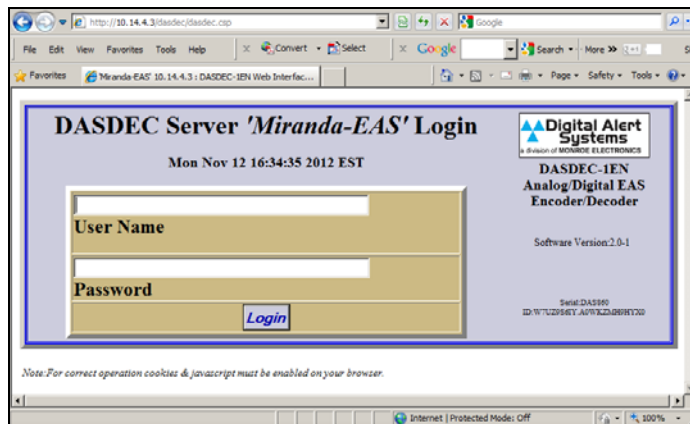 http://10.14.4.3/dasdec/dasdec.csp
Google
File Edit View Favorites Tools Help
Convert Select
Google Search More >>
Favorites
'Miranda-EAS' 10.14.4.3 : DASDEC-1EN Web Interfac...
Page Safety Tools
DASDEC Server 'Miranda-EAS' Login
Mon Nov 12 16:34:35 2012 EST
User Name
Password
Login
Digital Alert
Systems
a division of MONROE ELECTRONICS
DASDEC-1EN
Analog/Digital EAS
Encoder/Decoder
Software Version:2.0-1
Note:For correct operation cookies & javascript must be enabled on your browser.
Internet | Protected Mode: Off
100%